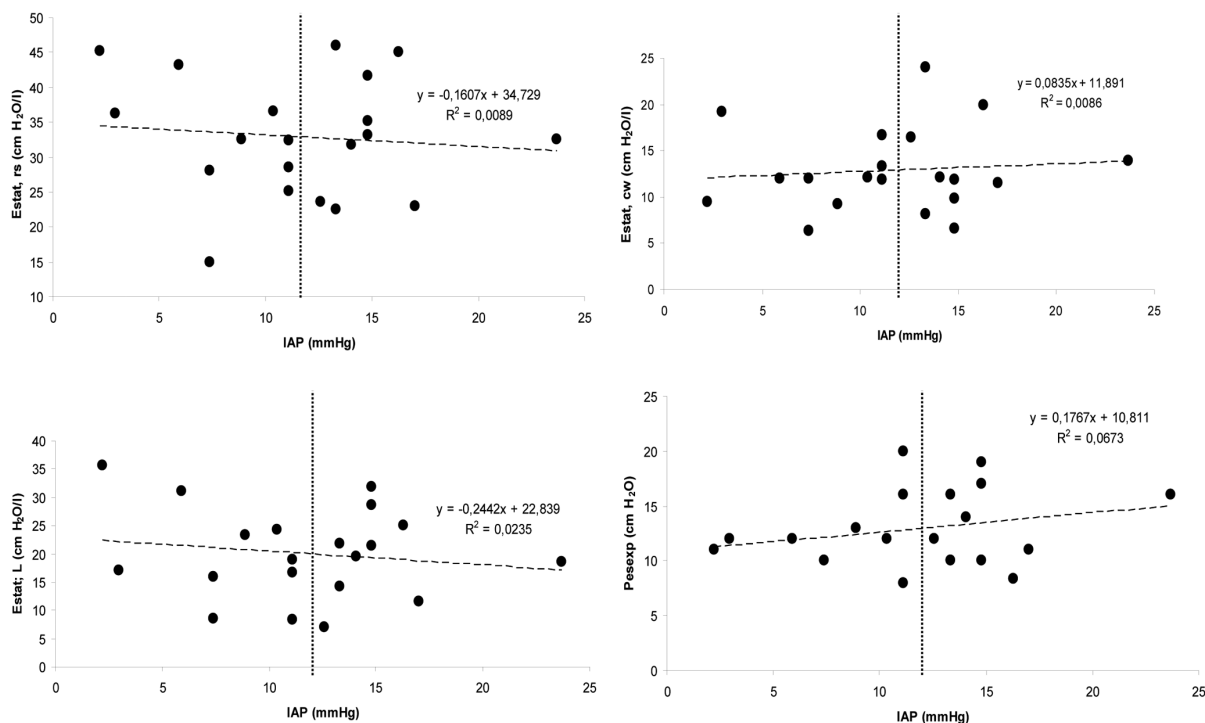 50
45
40
35
30
25
20
15
10
Estat, rs (cm H₂O/l)
y = -0,1607x + 34,729
R² = 0,0089
0 5 10 15 20 25
IAP (mmHg)
25
20
15
10
5
0
Estat, cw (cm H₂O/l)
y = 0,0835x + 11,891
R² = 0,0086
0 5 10 15 20 25
IAP (mmHg)
40
35
30
25
20
15
10
5
0
Estat; L (cm H₂O/l)
y = -0,2442x + 22,839
R² = 0,0235
0 5 10 15 20 25
IAP (mmHg)
25
20
15
10
5
0
Pesexp (cm H₂O)
y = 0,1767x + 10,811
R² = 0,0673
0 5 10 15 20 25
IAP (mmHg)